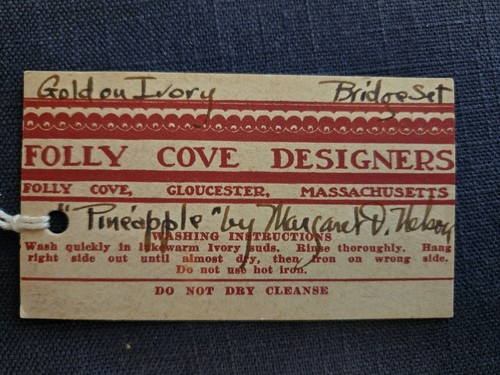 Gold on Ivory Bridge Set
FOLLY COVE DESIGNERS
FOLLY COVE, GLOUCESTER, MASSACHUSETTS
"Pineapple" by Margaret D. Nelson
WASHING INSTRUCTIONS
Wash quickly in lukewarm Ivory suds. Rinse thoroughly. Hang
right side out until almost dry, then iron on wrong side.
Do not use hot iron.
DO NOT DRY CLEANSE